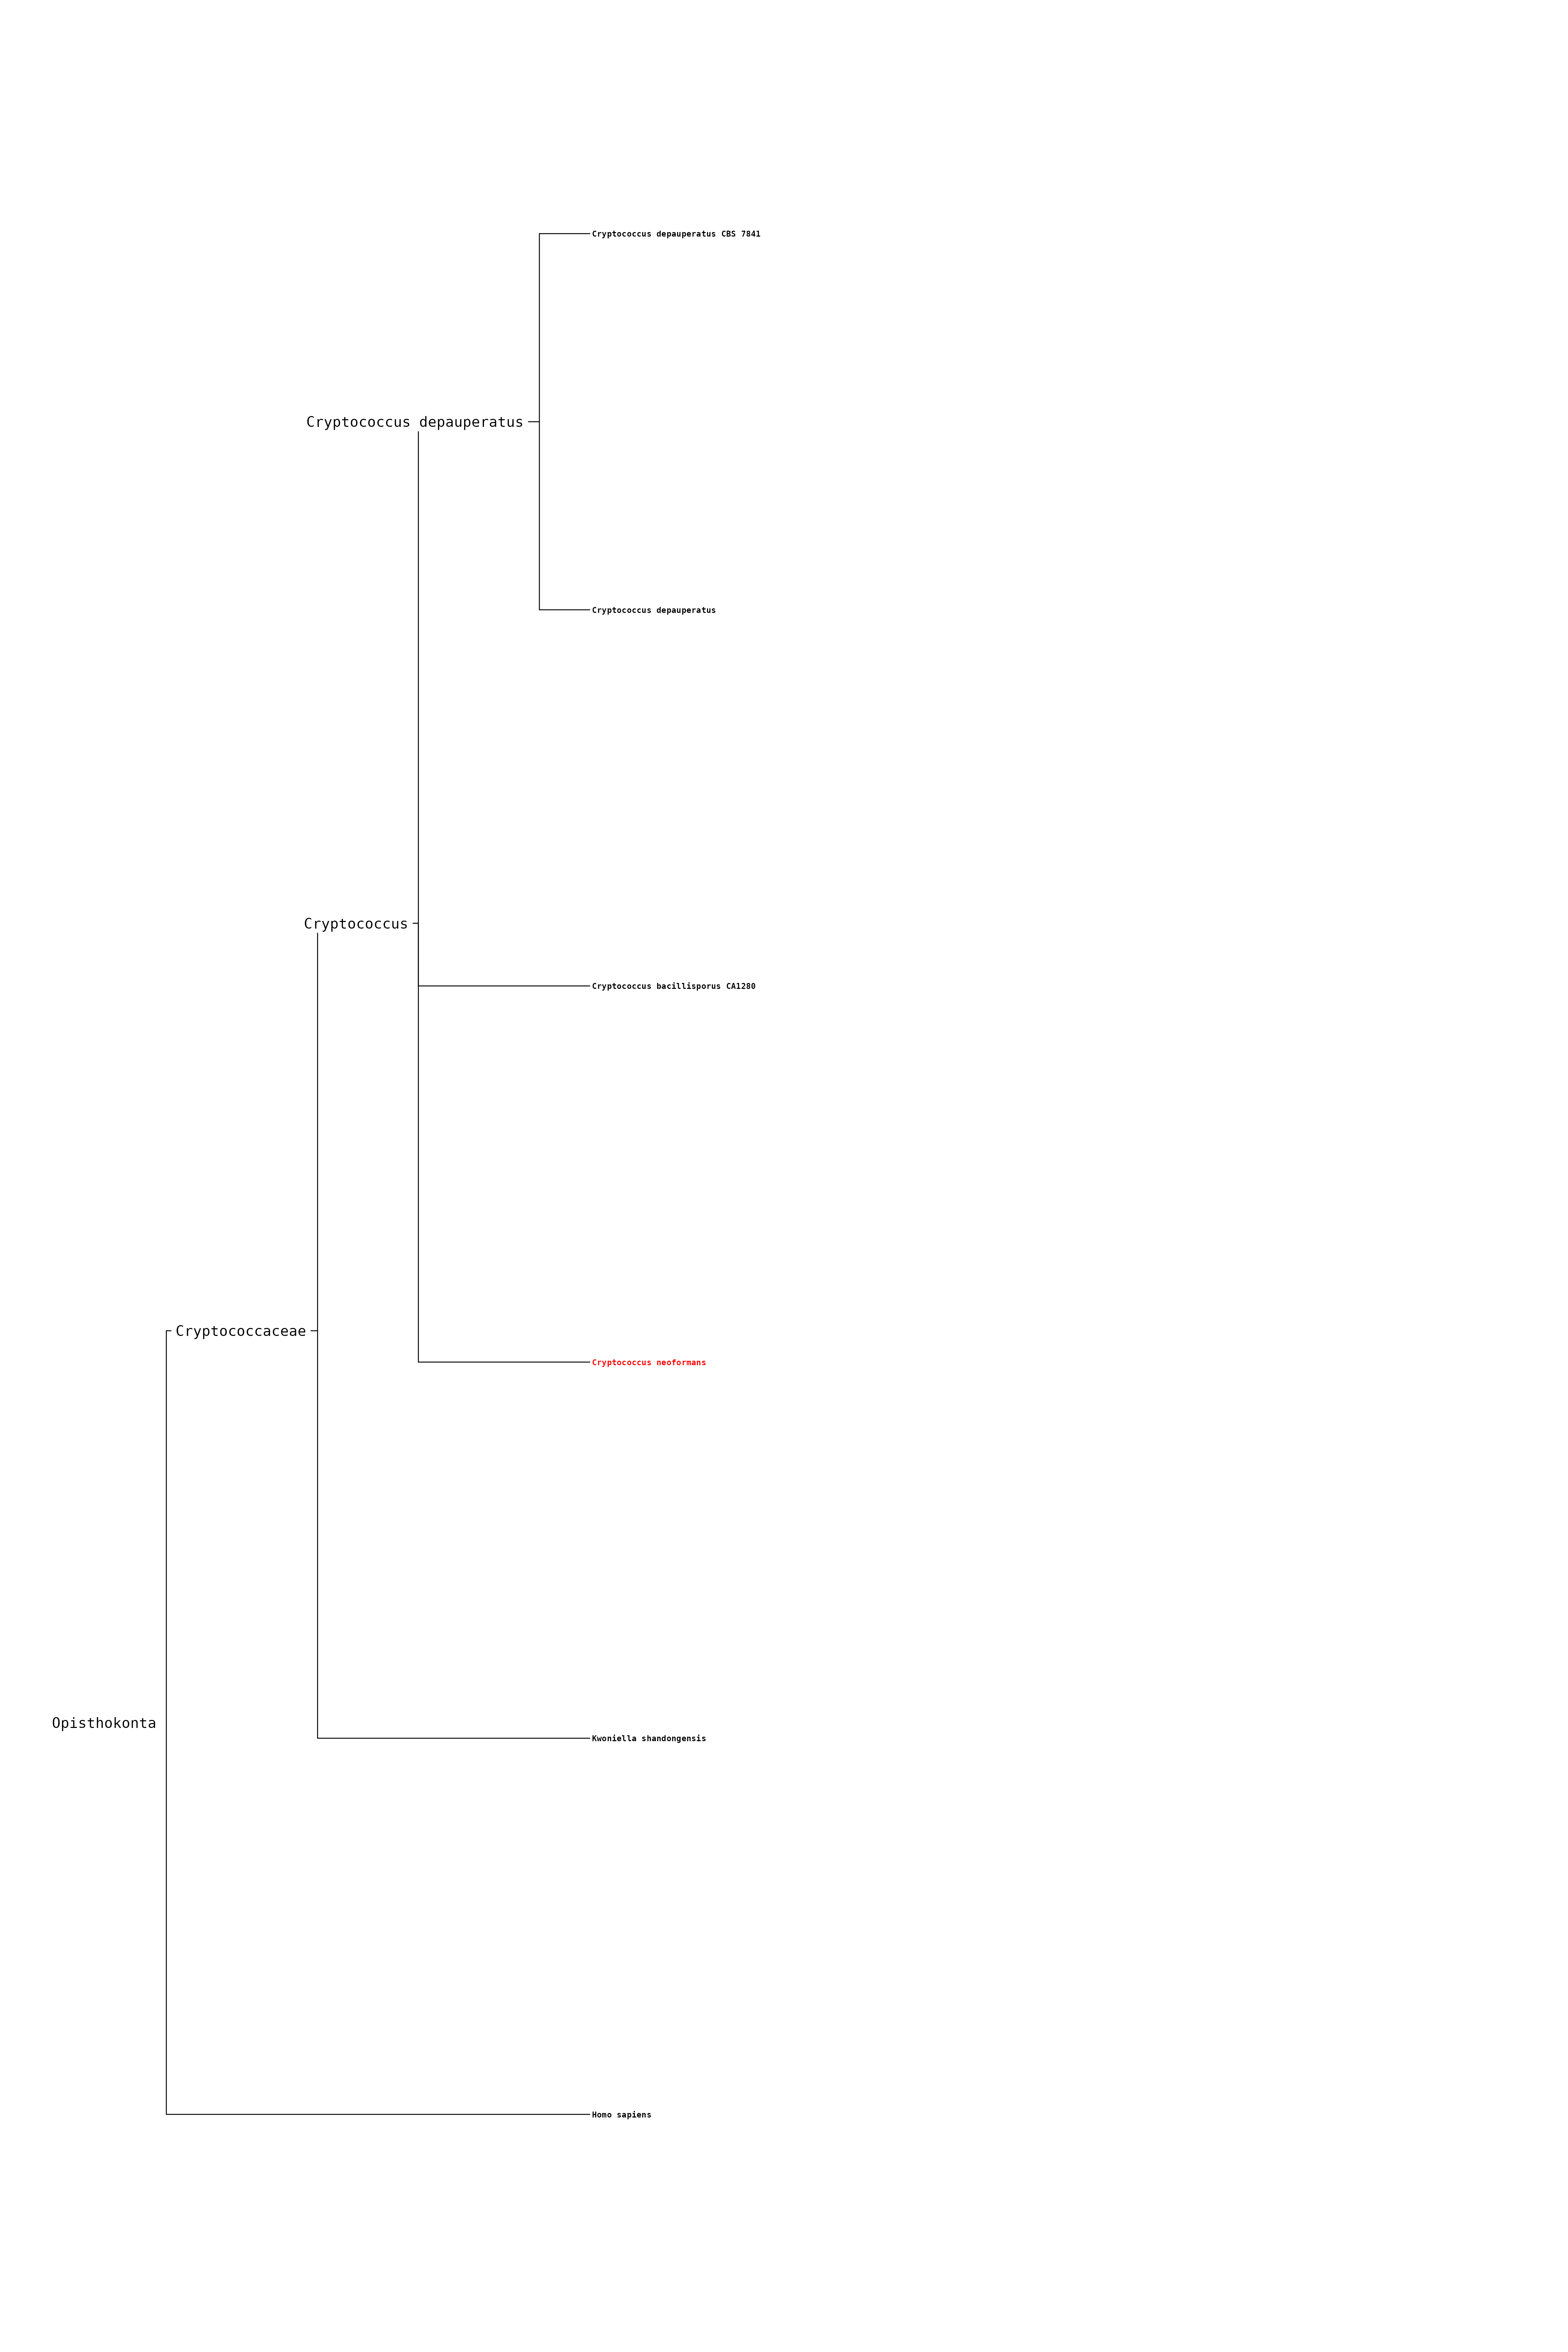 Cryptococcus depauperatus CBS 7841
Cryptococcus depauperatus
Cryptococcus depauperatus
Cryptococcus
Cryptococcus bacillisporus CA1280
Cryptococcaceae
Cryptococcus neoformans
Opisthokonta
Kwoniella shandongensis
Homo sapiens